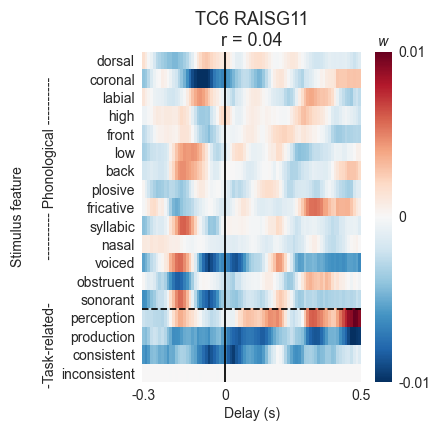 TC6 RAISG11
r = 0.04
w
dorsal
coronal
labial
high
front
low
back
plosive
fricative
syllabic
nasal
voiced
obstruent
sonorant
perception
production
consistent
inconsistent
Stimulus feature
---------- Phonological ----------
-Task-related-
0.01
0
-0.01
-0.3
0
0.5
Delay (s)